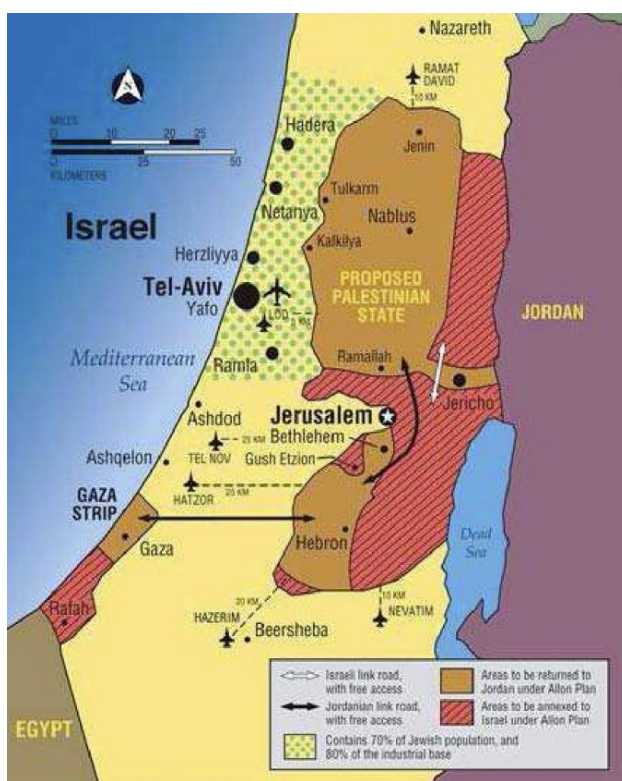 Nazareth
RAMAT
DAVID
10 KM
N
MILES
0 10 20 25
0 25 50
KILOMETERS
Hadera
Jenin
Netanya
Tulkarm
Nablus
Israel
Kalkilya
Herzliyya
Tel-Aviv
Yafo
LOD
PROPOSED
PALESTINIAN
STATE
JORDAN
Mediterranean
Sea
Ramla
Ramallah
Jericho
Ashdod
Jerusalem
Bethlehem
25 KM
TEL NOV
Gush Etzion
Ashqelon
HATZOR
25 KM
GAZA
STRIP
Gaza
Hebron
Dead
Sea
Rafah
20 KM
10 KM
HAZERIM
Beersheba
NEVATIM
EGYPT
Israeli link road,
with free access
Jordanian link road,
with free access
Contains 70% of Jewish population, and
80% of the industrial base
Areas to be returned to
Jordan under Allon Plan
Areas to be annexed to
Israel under Allon Plan